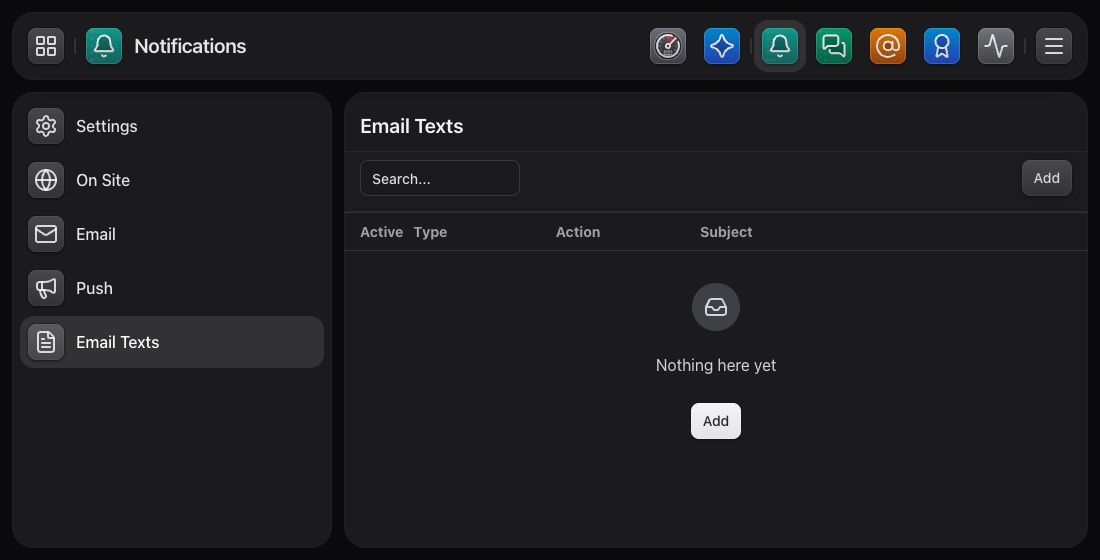 Notifications
Settings
On Site
Email
Push
Email Texts
Email Texts
Search...
Add
Active Type Action Subject
Nothing here yet
Add